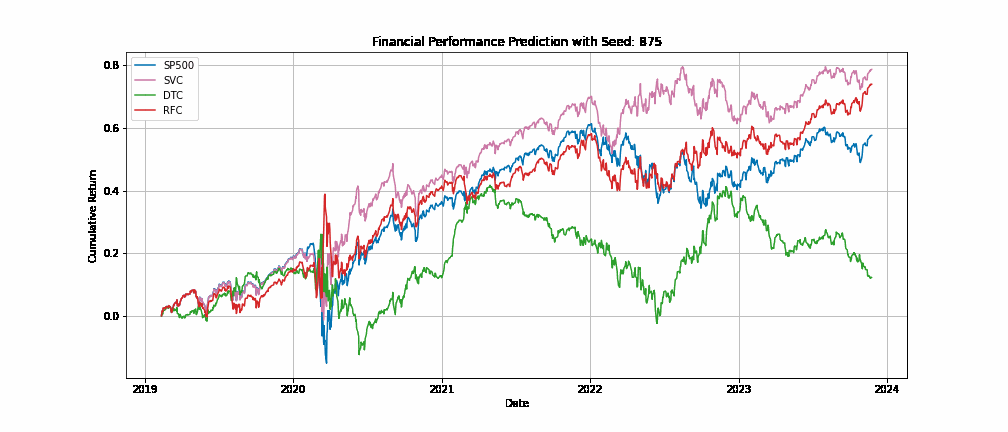 Financial Performance Prediction with Seed: 875
0.8
0.6
0.4
0.2
0.0
Cumulative Return
SP500
SVC
DTC
RFC
2019 2020 2021 2022 2023 2024
Date